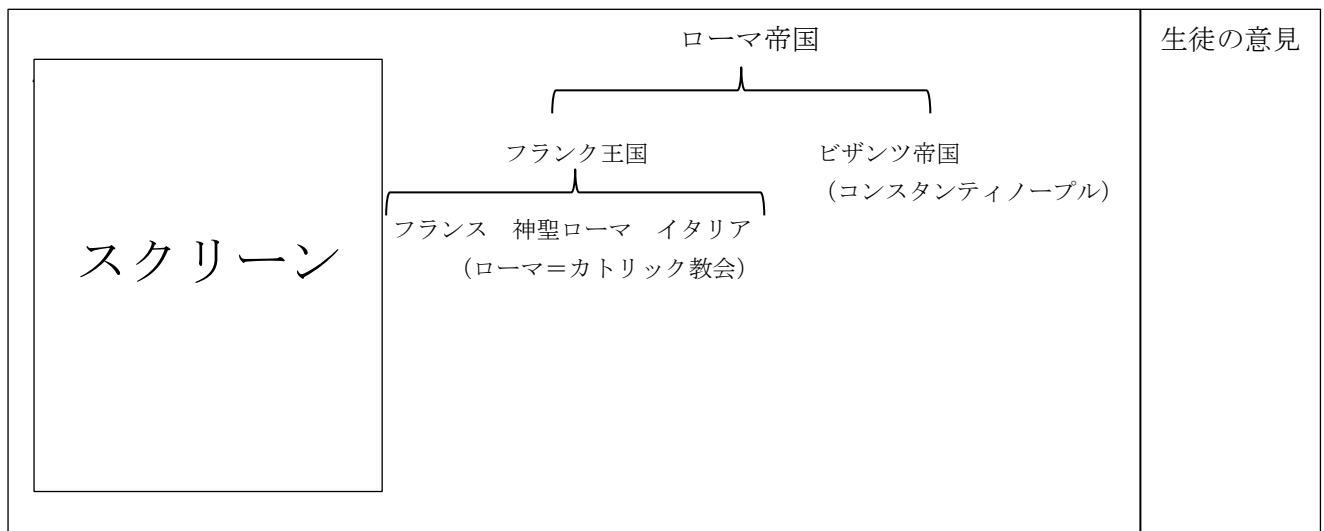 ローマ帝国
生徒の意見
フランク王国
ビザンツ帝国
（コンスタンティノープル）
フランス　神聖ローマ　イタリア
（ローマ＝カトリック教会）
スクリーン